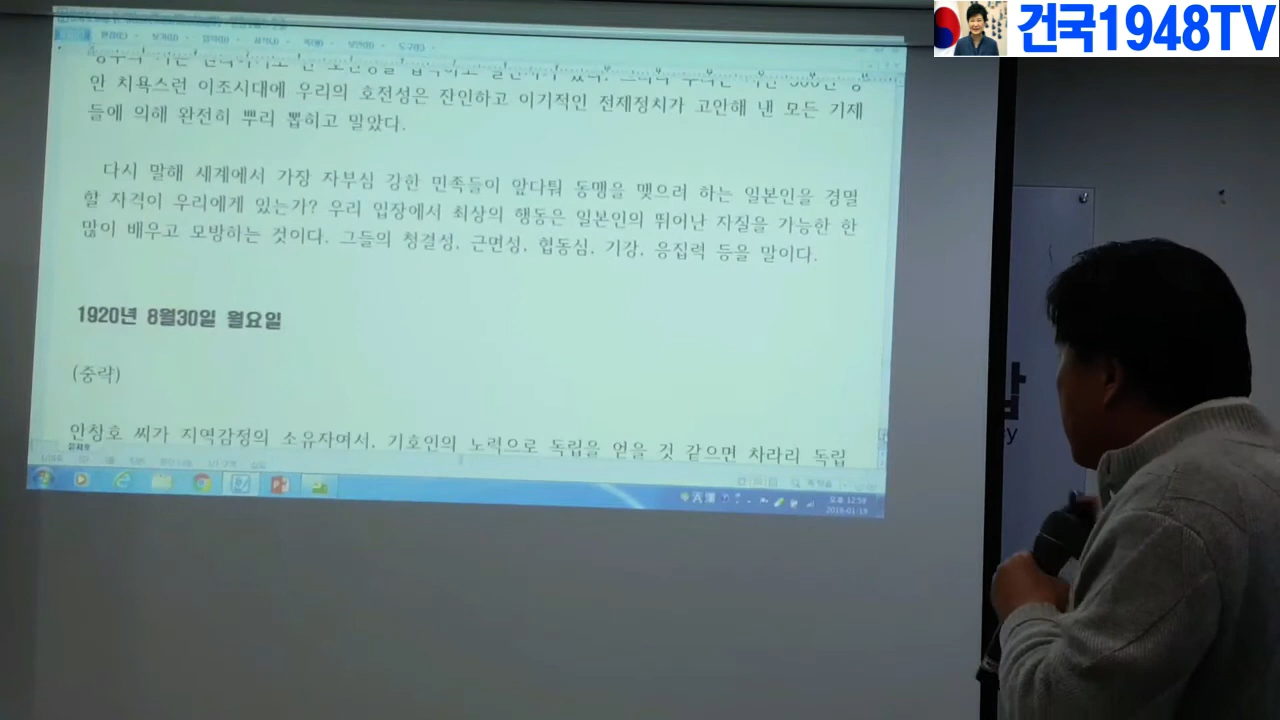 건국1948TV
안 치욕스런 이조시대에 우리의 호전성은 잔인하고 이기적인 전제정치가 고안해 낸 모든 기제
들에 의해 완전히 뿌리 뽑히고 말았다.
다시 말해 세계에서 가장 자부심 강한 민족들이 앞다퉈 동맹을 맺으려 하는 일본인을 경멸
할 자격이 우리에게 있는가? 우리 입장에서 최상의 행동은 일본인의 뛰어난 자질을 가능한 한
많이 배우고 모방하는 것이다. 그들의 청결성, 근면성, 협동심, 기강, 응집력 등을 말이다.
1920년 8월30일 월요일
(중략)
안창호 씨가 지역감정의 소유자여서, 기호인의 노력으로 독립을 얻을 것 같으면 차라리 독립
오후 12:59
2019-01-19